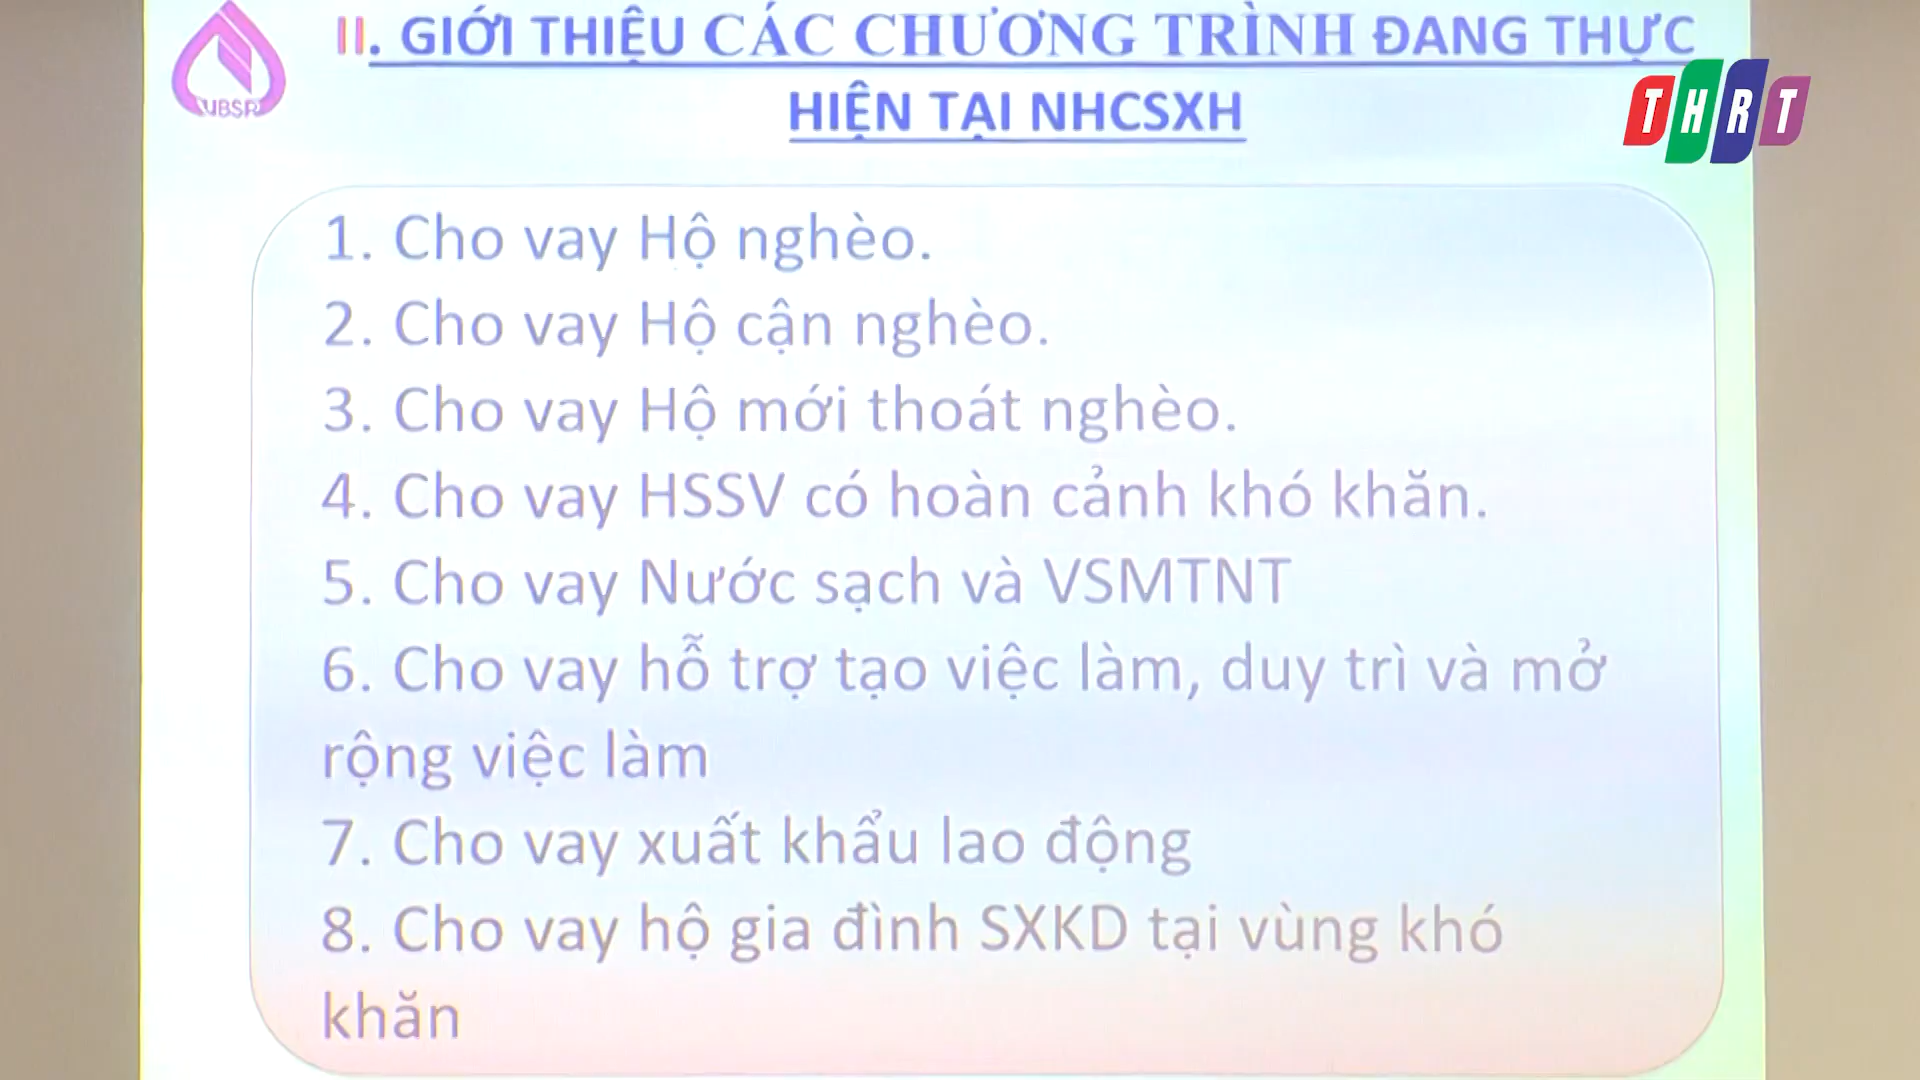 II. GIỚI THIỆU CÁC CHƯƠNG TRÌNH ĐANG THỰC
HIỆN TẠI NHCSXH
VBSP
THRT
1. Cho vay Hộ nghèo.
2. Cho vay Hộ cận nghèo.
3. Cho vay Hộ mới thoát nghèo.
4. Cho vay HSSV có hoàn cảnh khó khăn.
5. Cho vay Nước sạch và VSMTNT
6. Cho vay hỗ trợ tạo việc làm, duy trì và mở
rộng việc làm
7. Cho vay xuất khẩu lao động
8. Cho vay hộ gia đình SXKD tại vùng khó
khăn